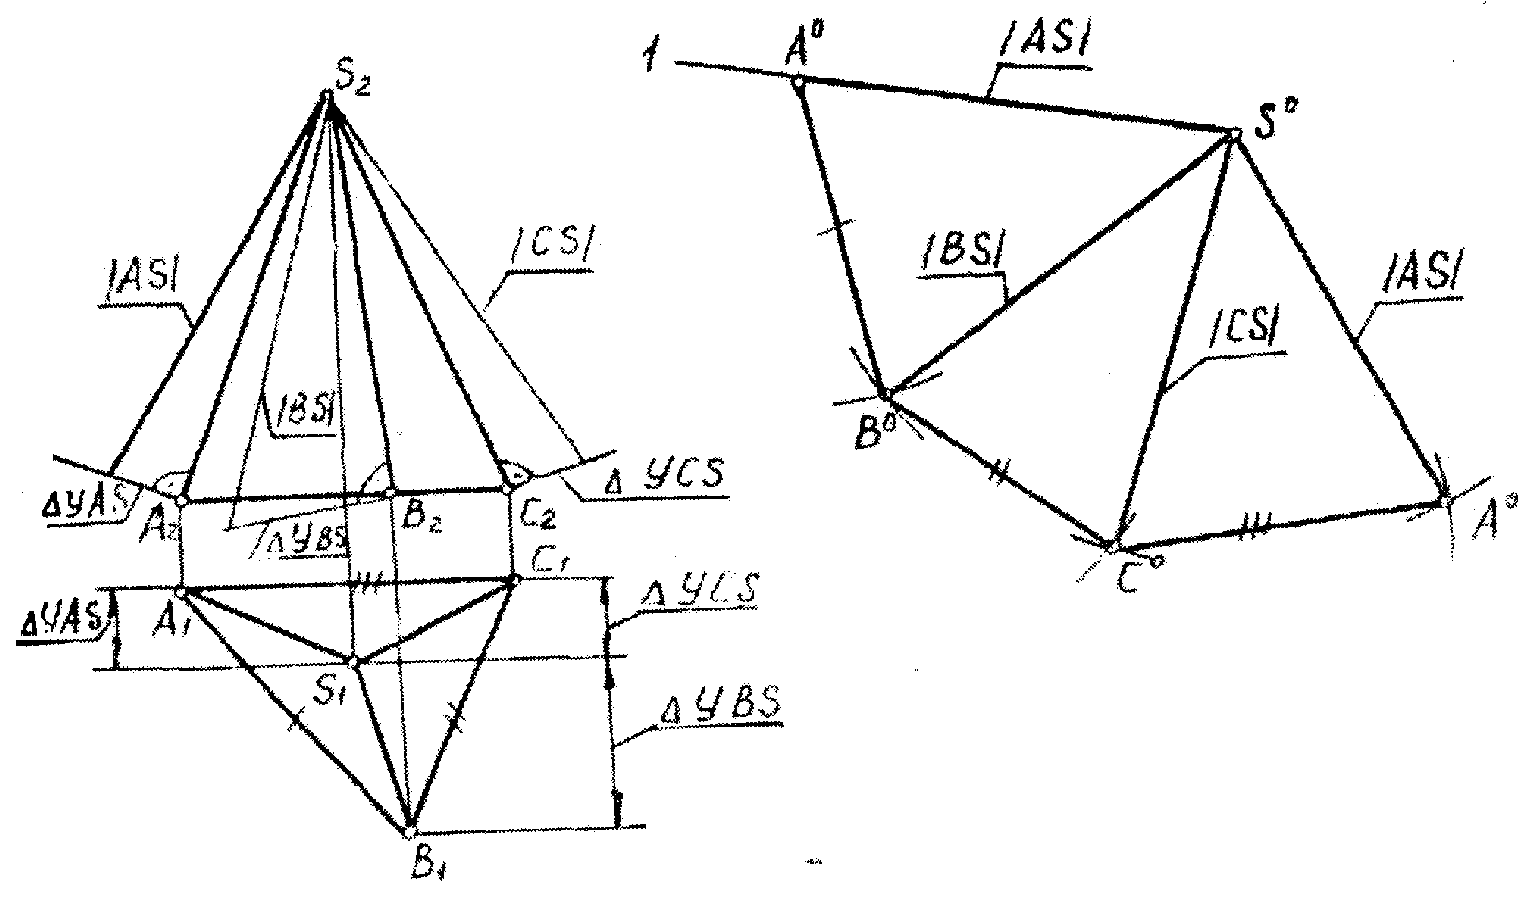 S₂
|AS|
|CS|
|BS|
ΔYAS
A₂
B₂
C₂
ΔYCS
ΔYBS
C₁
ΔYAS
A₁
S₁
ΔYCS
ΔYBS
B₁
1
A⁰
|AS|
S⁰
|BS|
|CS|
|AS|
B⁰
C⁰
A⁰